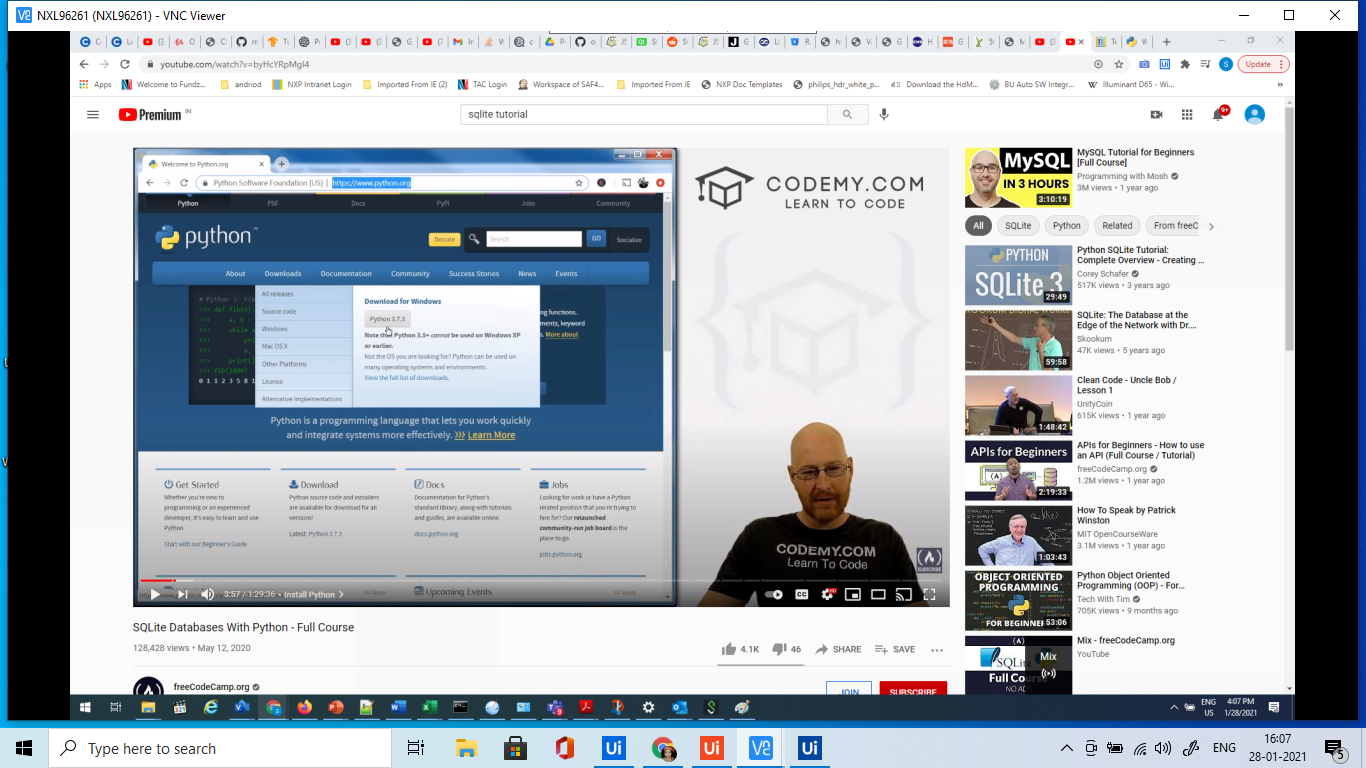 NXL96261 (NXL96261) - VNC Viewer
youtube.com/watch?v=byHcYRpMgI4
Update
Apps
Welcome to Fundz...
andriod
NXP Intranet Login
Imported From IE (2)
TAC Login
Workspace of SAF4...
Imported From IE
NXP Doc Templates
philips_hdr_white_p...
Download the HdM...
BU Auto SW Integr...
Illuminant D65 - Wi...
»
Premium IN
sqlite tutorial
9+
Welcome to Python.org
Python Software Foundation [US] | https://www.python.org
Python
PSF
Docs
PyPI
Jobs
Community
python™
Donate
Search
GO
Socialize
About
Downloads
Documentation
Community
Success Stories
News
Events
All releases
Source code
Windows
Mac OS X
Other Platforms
License
Alternative Implementations
Download for Windows
Python 3.7.3
Note that Python 3.5+ cannot be used on Windows XP
or earlier.
Not the OS you are looking for? Python can be used on
many operating systems and environments.
View the full list of downloads.
Python is a programming language that lets you work quickly
and integrate systems more effectively. >>> Learn More
Get Started
Whether you're new to
programming or an experienced
developer, it's easy to learn and use
Python.
Start with our Beginner's Guide
Download
Python source code and installers
are available for download for all
versions!
Latest: Python 3.7.3
Docs
Documentation for Python's
standard library, along with tutorials
and guides, are available online.
docs.python.org
Jobs
Looking for work or have a Python
related position that you're trying to
hire for? Our relaunched
community-run job board is the
place to go.
jobs.python.org
Upcoming Events
CODEMY.COM
LEARN TO CODE
CODEMY.COM
Learn To Code
SUBSCRIBE
3:57 / 1:29:36 • Install Python
CC
HD
SQLite Databases With Python - Full Course
128,428 views • May 12, 2020
4.1K
46
SHARE
SAVE
freeCodeCamp.org
JOIN
SUBSCRIBE
MySQL
IN 3 HOURS
3:10:19
MySQL Tutorial for Beginners
[Full Course]
Programming with Mosh
3M views • 1 year ago
All
SQLite
Python
Related
From freeC
PYTHON
SQLite 3
29:49
Python SQLite Tutorial:
Complete Overview - Creating ...
Corey Schafer
517K views • 3 years ago
59:58
SQLite: The Database at the
Edge of the Network with Dr....
Skookum
47K views • 5 years ago
1:48:42
Clean Code - Uncle Bob /
Lesson 1
UnityCoin
615K views • 1 year ago
APIs for Beginners
2:19:33
APIs for Beginners - How to use
an API (Full Course / Tutorial)
freeCodeCamp.org
1.2M views • 1 year ago
1:03:43
How To Speak by Patrick
Winston
MIT OpenCourseWare
3.1M views • 1 year ago
OBJECT ORIENTED
PROGRAMMING
FOR BEGINNERS
53:06
Python Object Oriented
Programming (OOP) - For...
Tech With Tim
705K views • 9 months ago
SQLite
Full Course
NO ADS
Mix
Mix - freeCodeCamp.org
YouTube
ENG
US
4:07 PM
1/28/2021
Type here to search
ENG
16:07
28-01-2021
5